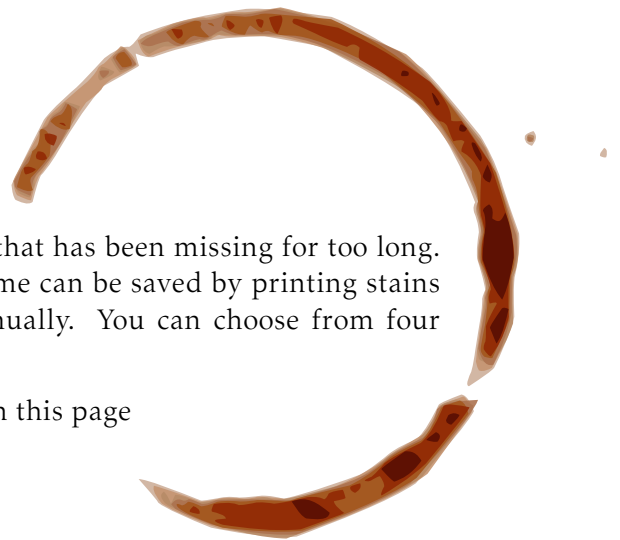 that has been missing for too long.
me can be saved by printing stains
nually. You can choose from four
n this page